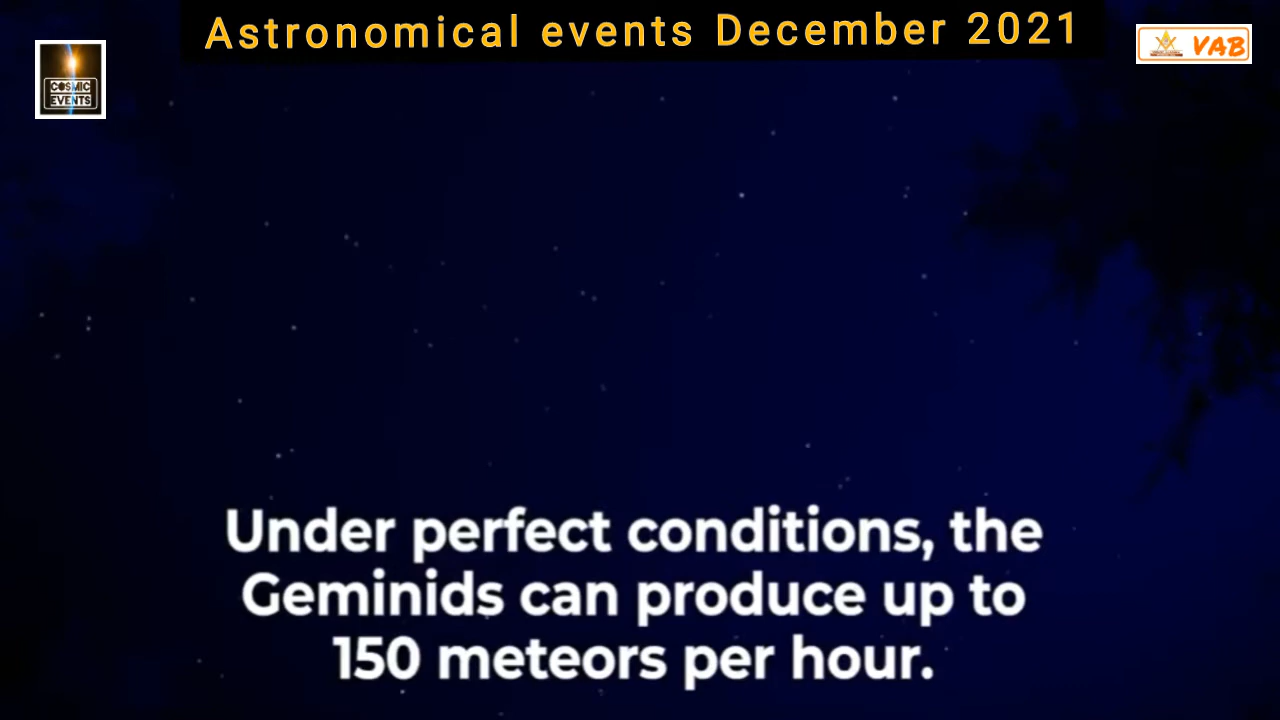 Astronomical events December 2021
COSMIC
EVENTS
VAB
Under perfect conditions, the
Geminids can produce up to
150 meteors per hour.